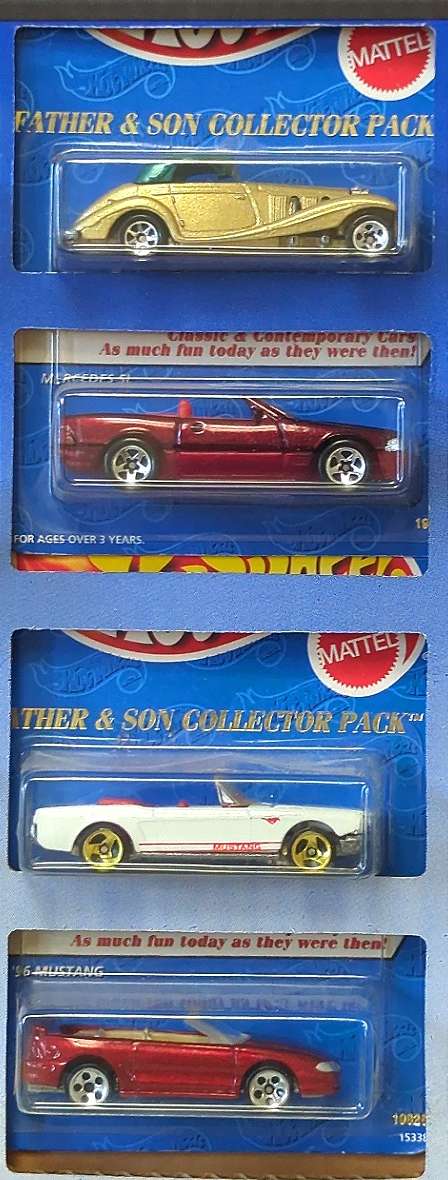 MATTEL
FATHER & SON COLLECTOR PACK
Classic & Contemporary Cars
As much fun today as they were then!
MERCEDES SL
FOR AGES OVER 3 YEARS.
MATTEL
ATHER & SON COLLECTOR PACK™
MUSTANG
As much fun today as they were then!
'96 MUSTANG
15338